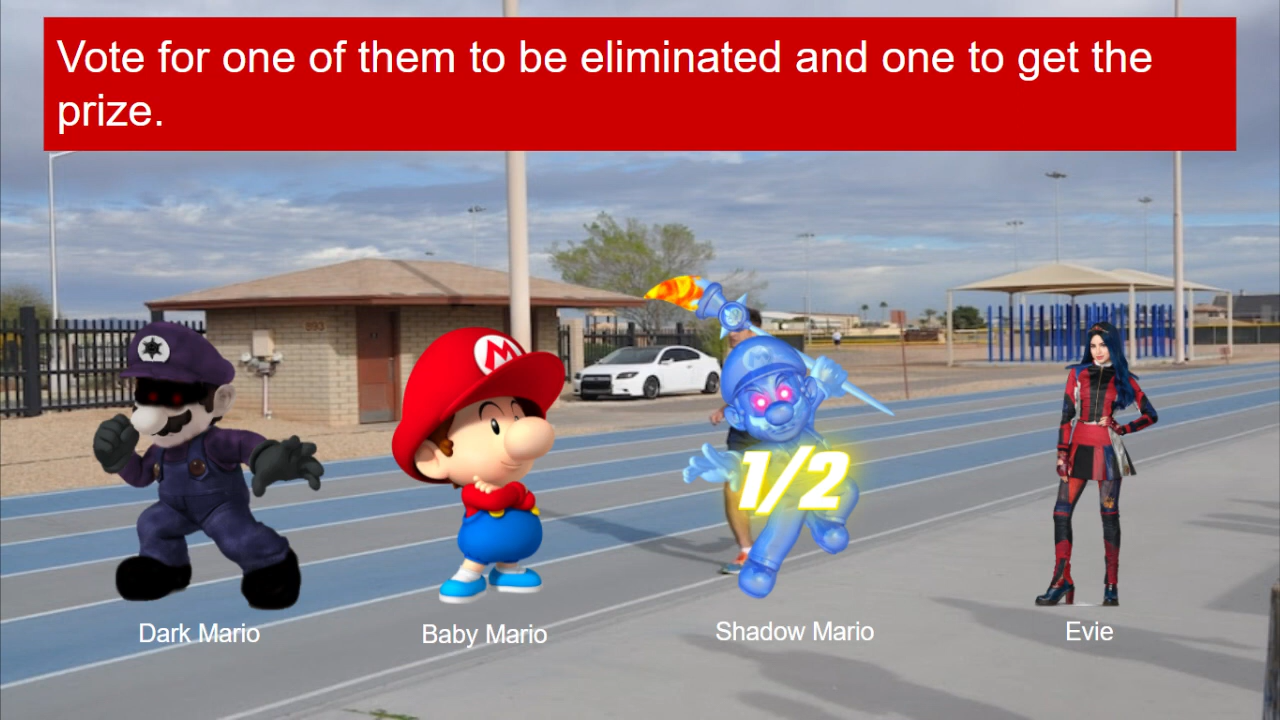 Vote for one of them to be eliminated and one to get the
prize.
893
M
1/2
Dark Mario
Baby Mario
Shadow Mario
Evie